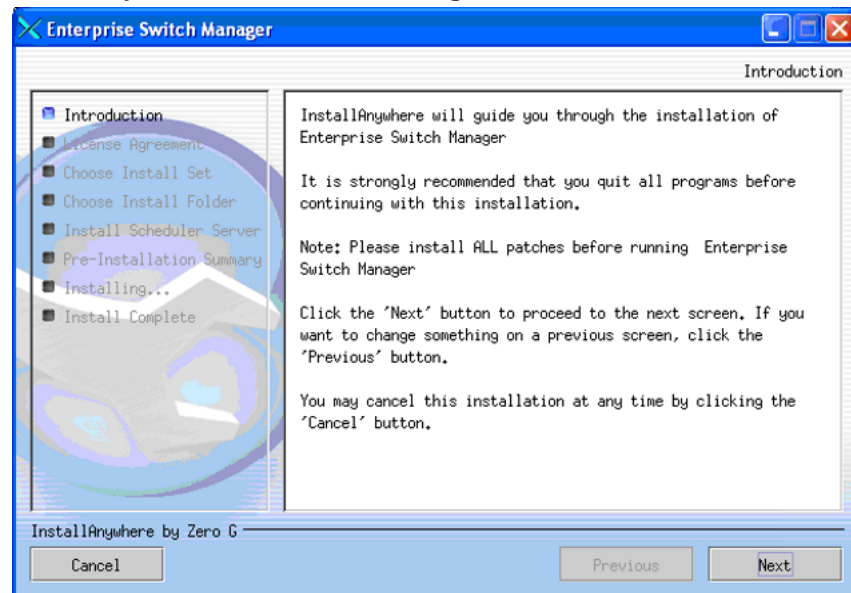 Enterprise Switch Manager
Introduction
Introduction
License Agreement
Choose Install Set
Choose Install Folder
Install Scheduler Server
Pre-Installation Summary
Installing...
Install Complete
InstallAnywhere will guide you through the installation of
Enterprise Switch Manager
It is strongly recommended that you quit all programs before
continuing with this installation.
Note: Please install ALL patches before running  Enterprise
Switch Manager
Click the 'Next' button to proceed to the next screen. If you
want to change something on a previous screen, click the
'Previous' button.
You may cancel this installation at any time by clicking the
'Cancel' button.
InstallAnywhere by Zero G
Cancel
Previous
Next